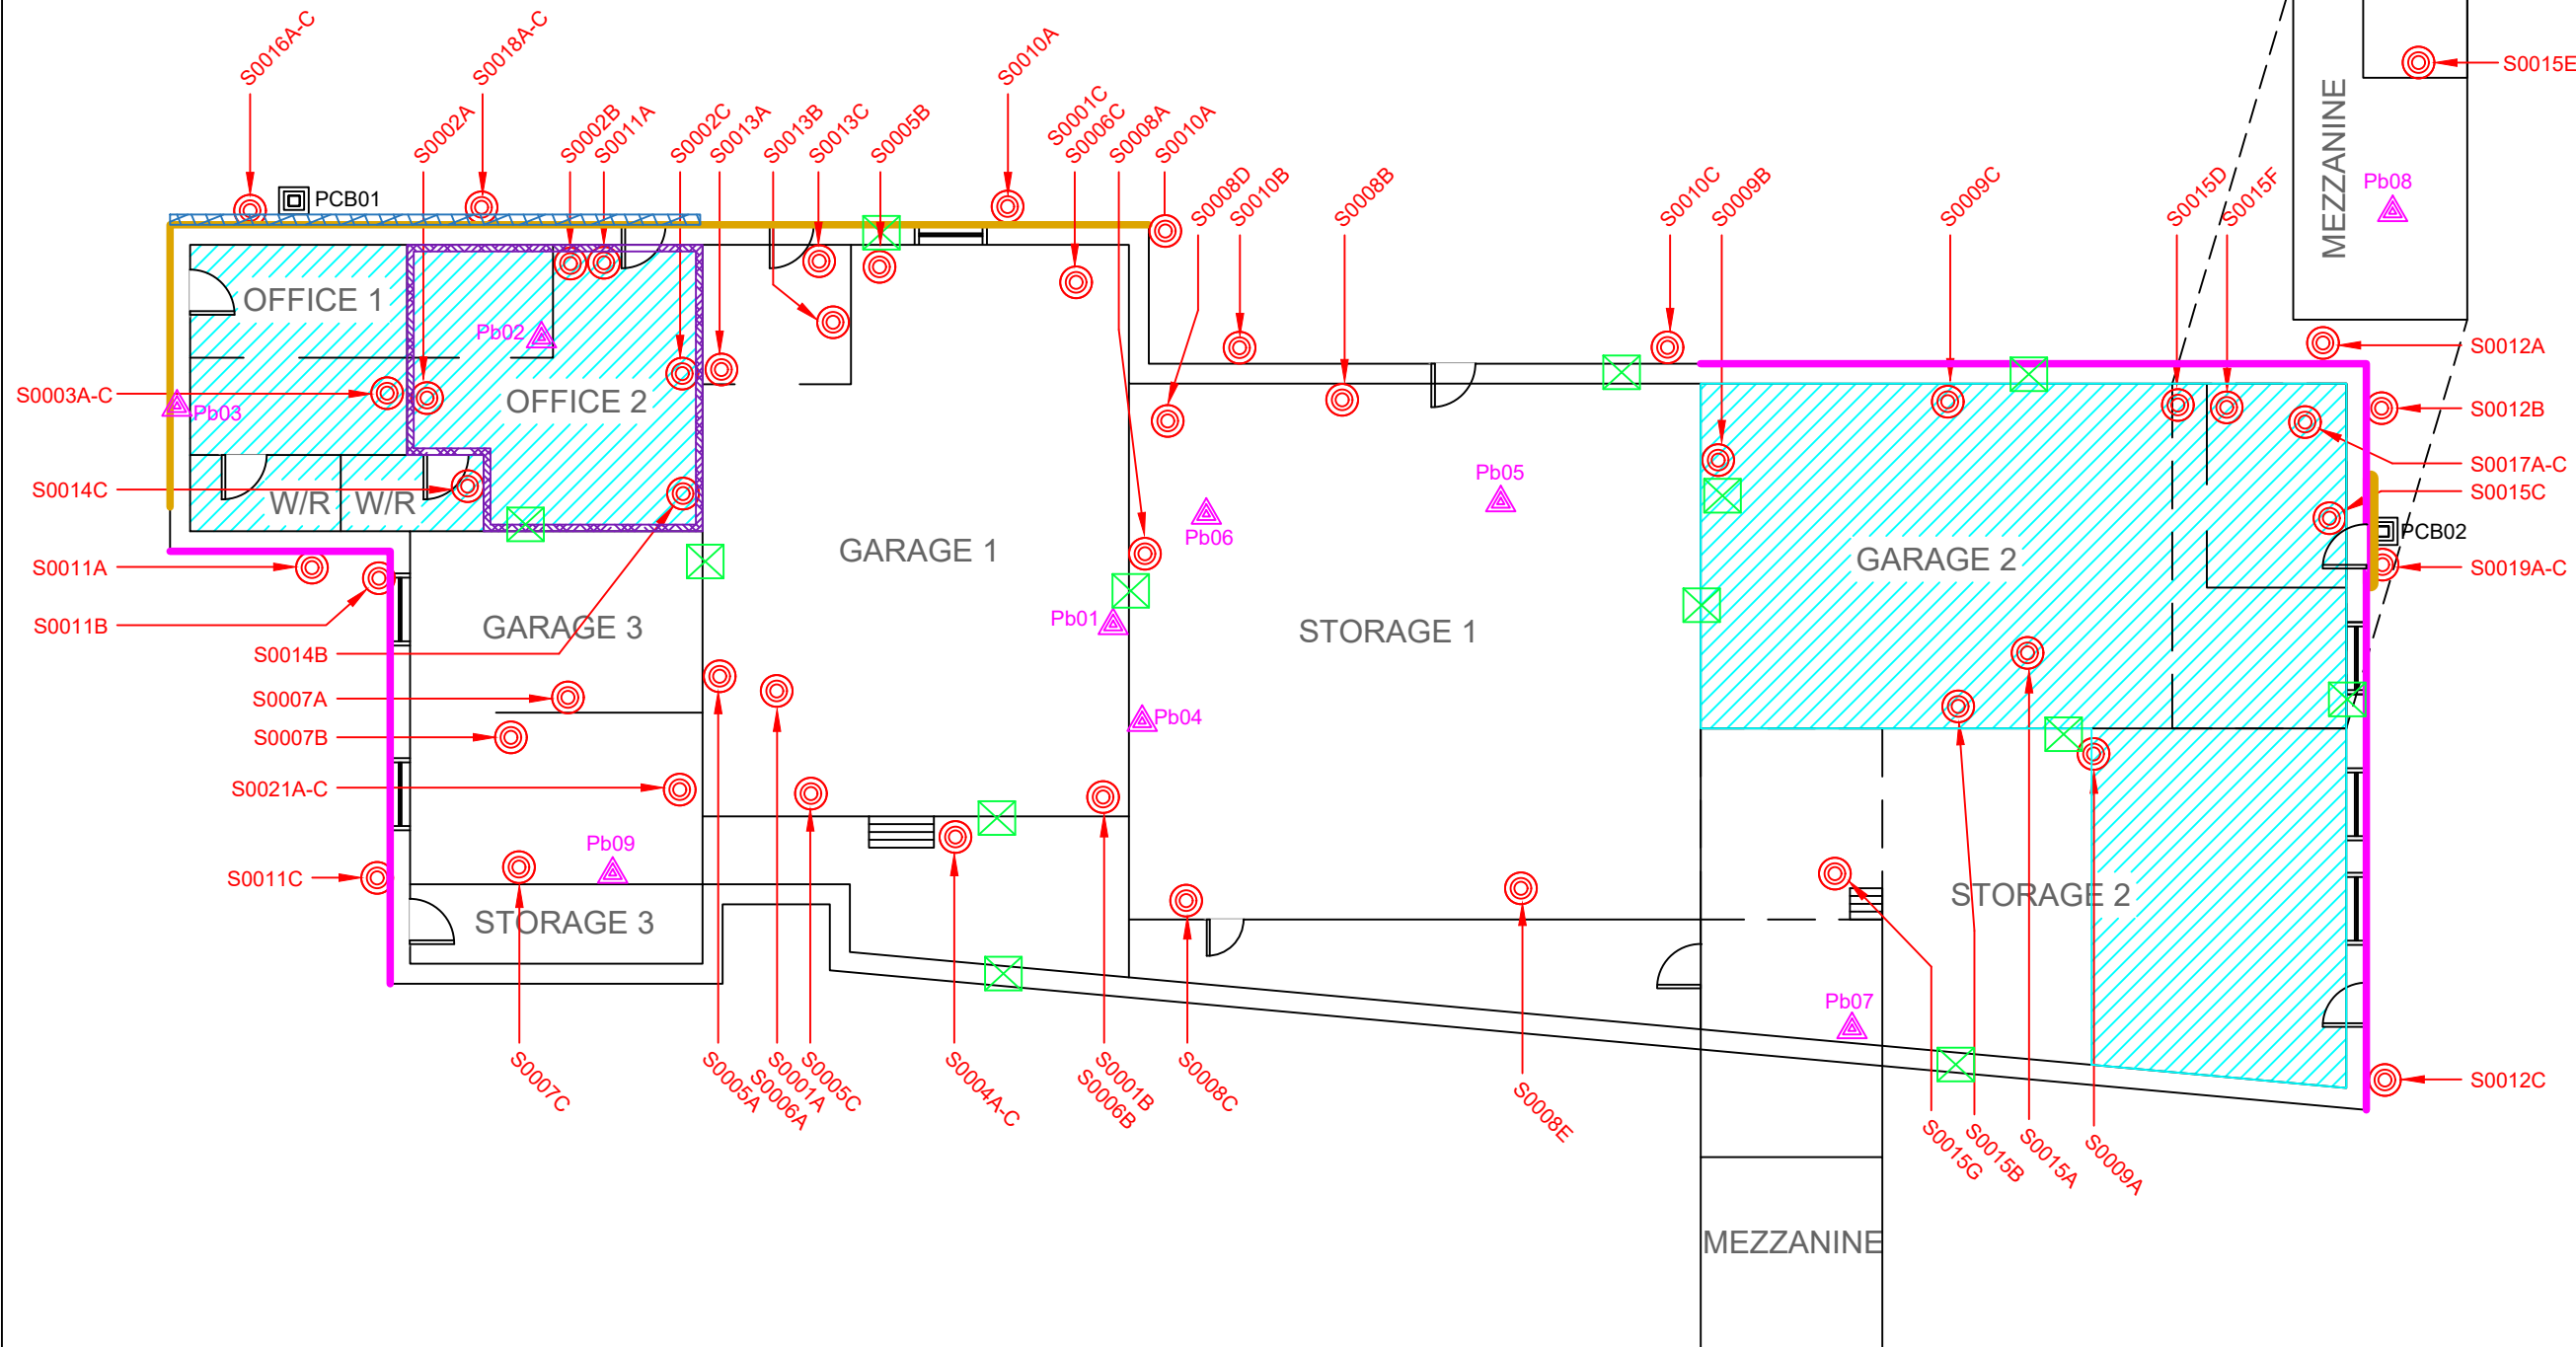 S0016A-C
S0018A-C
S0010A
S0015E
S0002A
S0002B
S0011A
S0002C
S0013A
S0013B
S0013C
S0005B
S0001C
S0006C
S0008A
S0010A
S0008D
S0010B
S0008B
S0010C
S0009B
S0009C
S0015D
S0015F
MEZZANINE
Pb08
PCB01
OFFICE 1
Pb02
OFFICE 2
S0003A-C
Pb03
S0012A
S0012B
S0014C
W/R
W/R
S0017A-C
S0015C
PCB02
Pb05
Pb06
GARAGE 1
GARAGE 2
S0011A
S0019A-C
S0011B
GARAGE 3
Pb01
STORAGE 1
S0014B
S0007A
Pb04
S0007B
S0021A-C
Pb09
S0011C
STORAGE 3
STORAGE 2
Pb07
S0007C
S0005A
S0001A
S0006A
S0005C
S0004A-C
S0001B
S0006B
S0008C
S0008E
S0012C
S0015G
S0015B
S0015A
S0009A
MEZZANINE